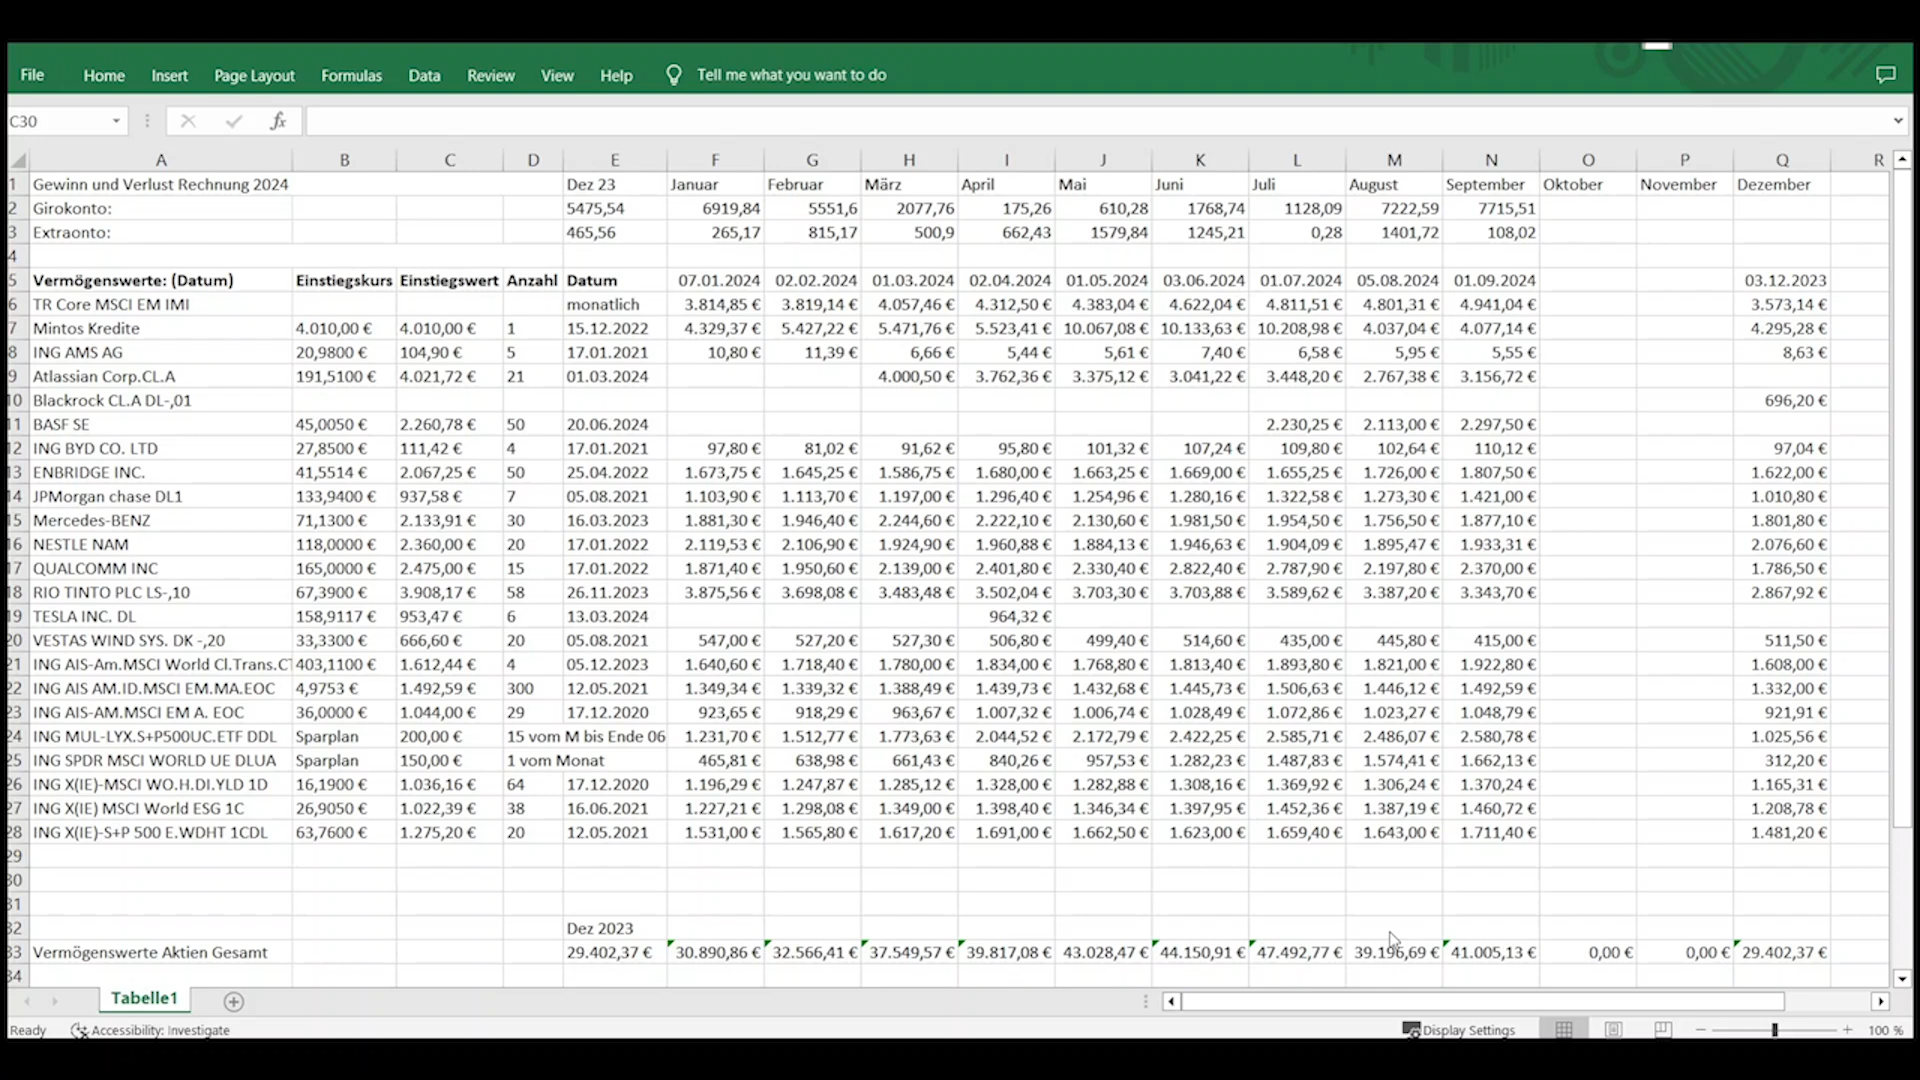 File Home Insert Page Layout Formulas Data Review View Help Tell me what you want to do
C30 fx
A B C D E F G H I J K L M N O P Q R
1 Gewinn und Verlust Rechnung 2024 Dez 23 Januar Februar März April Mai Juni Juli August September Oktober November Dezember
2 Girokonto: 5475,54 6919,84 5551,6 2077,76 175,26 610,28 1768,74 1128,09 7222,59 7715,51
3 Extraonto: 465,56 265,17 815,17 500,9 662,43 1579,84 1245,21 0,28 1401,72 108,02
4
5 Vermögenswerte: (Datum) Einstiegskurs Einstiegswert Anzahl Datum 07.01.2024 02.02.2024 01.03.2024 02.04.2024 01.05.2024 03.06.2024 01.07.2024 05.08.2024 01.09.2024 03.12.2023
6 TR Core MSCI EM IMI monatlich 3.814,85 € 3.819,14 € 4.057,46 € 4.312,50 € 4.383,04 € 4.622,04 € 4.811,51 € 4.801,31 € 4.941,04 € 3.573,14 €
7 Mintos Kredite 4.010,00 € 4.010,00 € 1 15.12.2022 4.329,37 € 5.427,22 € 5.471,76 € 5.523,41 € 10.067,08 € 10.133,63 € 10.208,98 € 4.037,04 € 4.077,14 € 4.295,28 €
8 ING AMS AG 20,9800 € 104,90 € 5 17.01.2021 10,80 € 11,39 € 6,66 € 5,44 € 5,61 € 7,40 € 6,58 € 5,95 € 5,55 € 8,63 €
9 Atlassian Corp.CL.A 191,5100 € 4.021,72 € 21 01.03.2024 4.000,50 € 3.762,36 € 3.375,12 € 3.041,22 € 3.448,20 € 2.767,38 € 3.156,72 €
10 Blackrock CL.A DL-,01 696,20 €
11 BASF SE 45,0050 € 2.260,78 € 50 20.06.2024 2.230,25 € 2.113,00 € 2.297,50 €
12 ING BYD CO. LTD 27,8500 € 111,42 € 4 17.01.2021 97,80 € 81,02 € 91,62 € 95,80 € 101,32 € 107,24 € 109,80 € 102,64 € 110,12 € 97,04 €
13 ENBRIDGE INC. 41,5514 € 2.067,25 € 50 25.04.2022 1.673,75 € 1.645,25 € 1.586,75 € 1.680,00 € 1.663,25 € 1.669,00 € 1.655,25 € 1.726,00 € 1.807,50 € 1.622,00 €
14 JPMorgan chase DL1 133,9400 € 937,58 € 7 05.08.2021 1.103,90 € 1.113,70 € 1.197,00 € 1.296,40 € 1.254,96 € 1.280,16 € 1.322,58 € 1.273,30 € 1.421,00 € 1.010,80 €
15 Mercedes-BENZ 71,1300 € 2.133,91 € 30 16.03.2023 1.881,30 € 1.946,40 € 2.244,60 € 2.222,10 € 2.130,60 € 1.981,50 € 1.954,50 € 1.756,50 € 1.877,10 € 1.801,80 €
16 NESTLE NAM 118,0000 € 2.360,00 € 20 17.01.2022 2.119,53 € 2.106,90 € 1.924,90 € 1.960,88 € 1.884,13 € 1.946,63 € 1.904,09 € 1.895,47 € 1.933,31 € 2.076,60 €
17 QUALCOMM INC 165,0000 € 2.475,00 € 15 17.01.2022 1.871,40 € 1.950,60 € 2.139,00 € 2.401,80 € 2.330,40 € 2.822,40 € 2.787,90 € 2.197,80 € 2.370,00 € 1.786,50 €
18 RIO TINTO PLC LS-,10 67,3900 € 3.908,17 € 58 26.11.2023 3.875,56 € 3.698,08 € 3.483,48 € 3.502,04 € 3.703,30 € 3.703,88 € 3.589,62 € 3.387,20 € 3.343,70 € 2.867,92 €
19 TESLA INC. DL 158,9117 € 953,47 € 6 13.03.2024 964,32 €
20 VESTAS WIND SYS. DK -,20 33,3300 € 666,60 € 20 05.08.2021 547,00 € 527,20 € 527,30 € 506,80 € 499,40 € 514,60 € 435,00 € 445,80 € 415,00 € 511,50 €
21 ING AIS-Am.MSCI World Cl.Trans.CT 403,1100 € 1.612,44 € 4 05.12.2023 1.640,60 € 1.718,40 € 1.780,00 € 1.834,00 € 1.768,80 € 1.813,40 € 1.893,80 € 1.821,00 € 1.922,80 € 1.608,00 €
22 ING AIS AM.ID.MSCI EM.MA.EOC 4,9753 € 1.492,59 € 300 12.05.2021 1.349,34 € 1.339,32 € 1.388,49 € 1.439,73 € 1.432,68 € 1.445,73 € 1.506,63 € 1.446,12 € 1.492,59 € 1.332,00 €
23 ING AIS-AM.MSCI EM A. EOC 36,0000 € 1.044,00 € 29 17.12.2020 923,65 € 918,29 € 963,67 € 1.007,32 € 1.006,74 € 1.028,49 € 1.072,86 € 1.023,27 € 1.048,79 € 921,91 €
24 ING MUL-LYX.S+P500UC.ETF DDL Sparplan 200,00 € 15 vom M bis Ende 06 1.231,70 € 1.512,77 € 1.773,63 € 2.044,52 € 2.172,79 € 2.422,25 € 2.585,71 € 2.486,07 € 2.580,78 € 1.025,56 €
25 ING SPDR MSCI WORLD UE DLUA Sparplan 150,00 € 1 vom Monat 465,81 € 638,98 € 661,43 € 840,26 € 957,53 € 1.282,23 € 1.487,83 € 1.574,41 € 1.662,13 € 312,20 €
26 ING X(IE)-MSCI WO.H.DI.YLD 1D 16,1900 € 1.036,16 € 64 17.12.2020 1.196,29 € 1.247,87 € 1.285,12 € 1.328,00 € 1.282,88 € 1.308,16 € 1.369,92 € 1.306,24 € 1.370,24 € 1.165,31 €
27 ING X(IE) MSCI World ESG 1C 26,9050 € 1.022,39 € 38 16.06.2021 1.227,21 € 1.298,08 € 1.349,00 € 1.398,40 € 1.346,34 € 1.397,95 € 1.452,36 € 1.387,19 € 1.460,72 € 1.208,78 €
28 ING X(IE)-S+P 500 E.WDHT 1CDL 63,7600 € 1.275,20 € 20 12.05.2021 1.531,00 € 1.565,80 € 1.617,20 € 1.691,00 € 1.662,50 € 1.623,00 € 1.659,40 € 1.643,00 € 1.711,40 € 1.481,20 €
29
30
31
32 Dez 2023
33 Vermögenswerte Aktien Gesamt 29.402,37 € 30.890,86 € 32.566,41 € 37.549,57 € 39.817,08 € 43.028,47 € 44.150,91 € 47.492,77 € 39.196,69 € 41.005,13 € 0,00 € 0,00 € 29.402,37 €
34
Tabelle1
Ready Accessibility: Investigate Display Settings 100 %